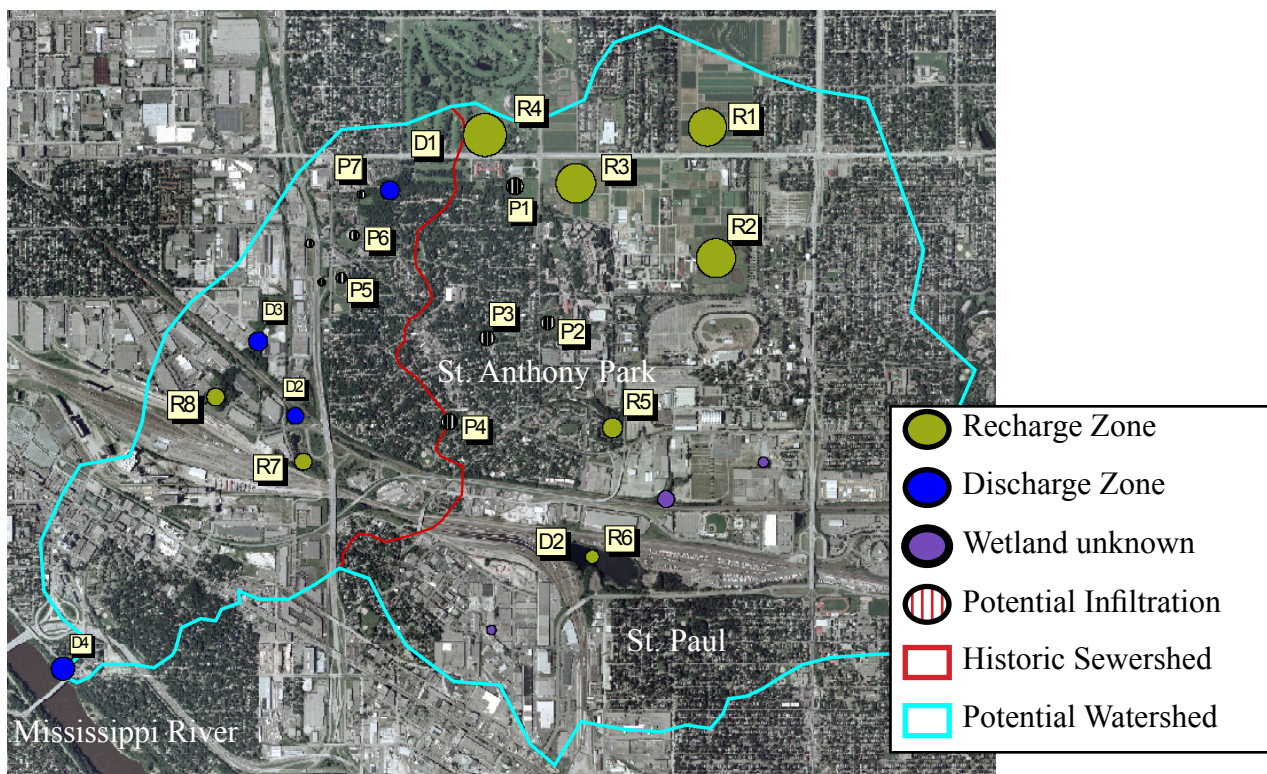 R4
R1
D1
P7
R3
P1
R2
P6
P5
D3
P3
P2
St. Anthony Park
R8
D2
R5
P4
R7
D2
R6
D4
St. Paul
Mississippi River
Recharge Zone
Discharge Zone
Wetland unknown
Potential Infiltration
Historic Sewershed
Potential Watershed